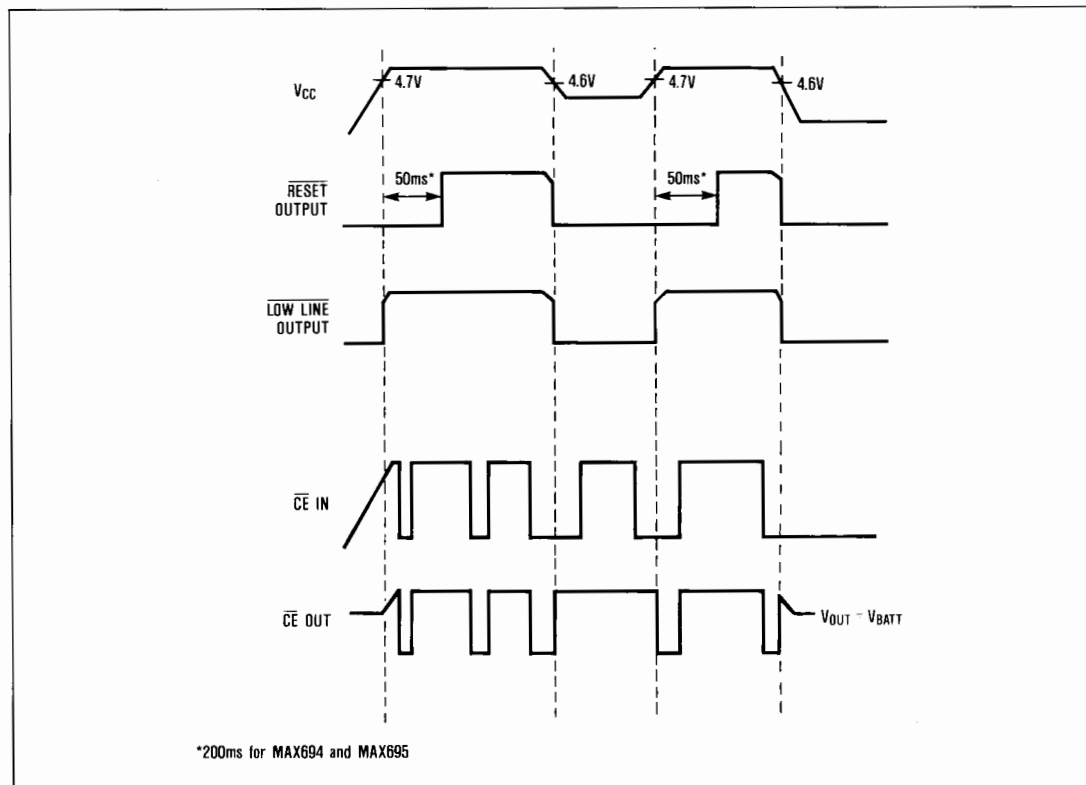 VCC
4.7V
4.6V
4.7V
4.6V
RESET
OUTPUT
50ms*
50ms*
LOW LINE
OUTPUT
CE IN
CE OUT
VOUT = VBATT
*200ms for MAX694 and MAX695